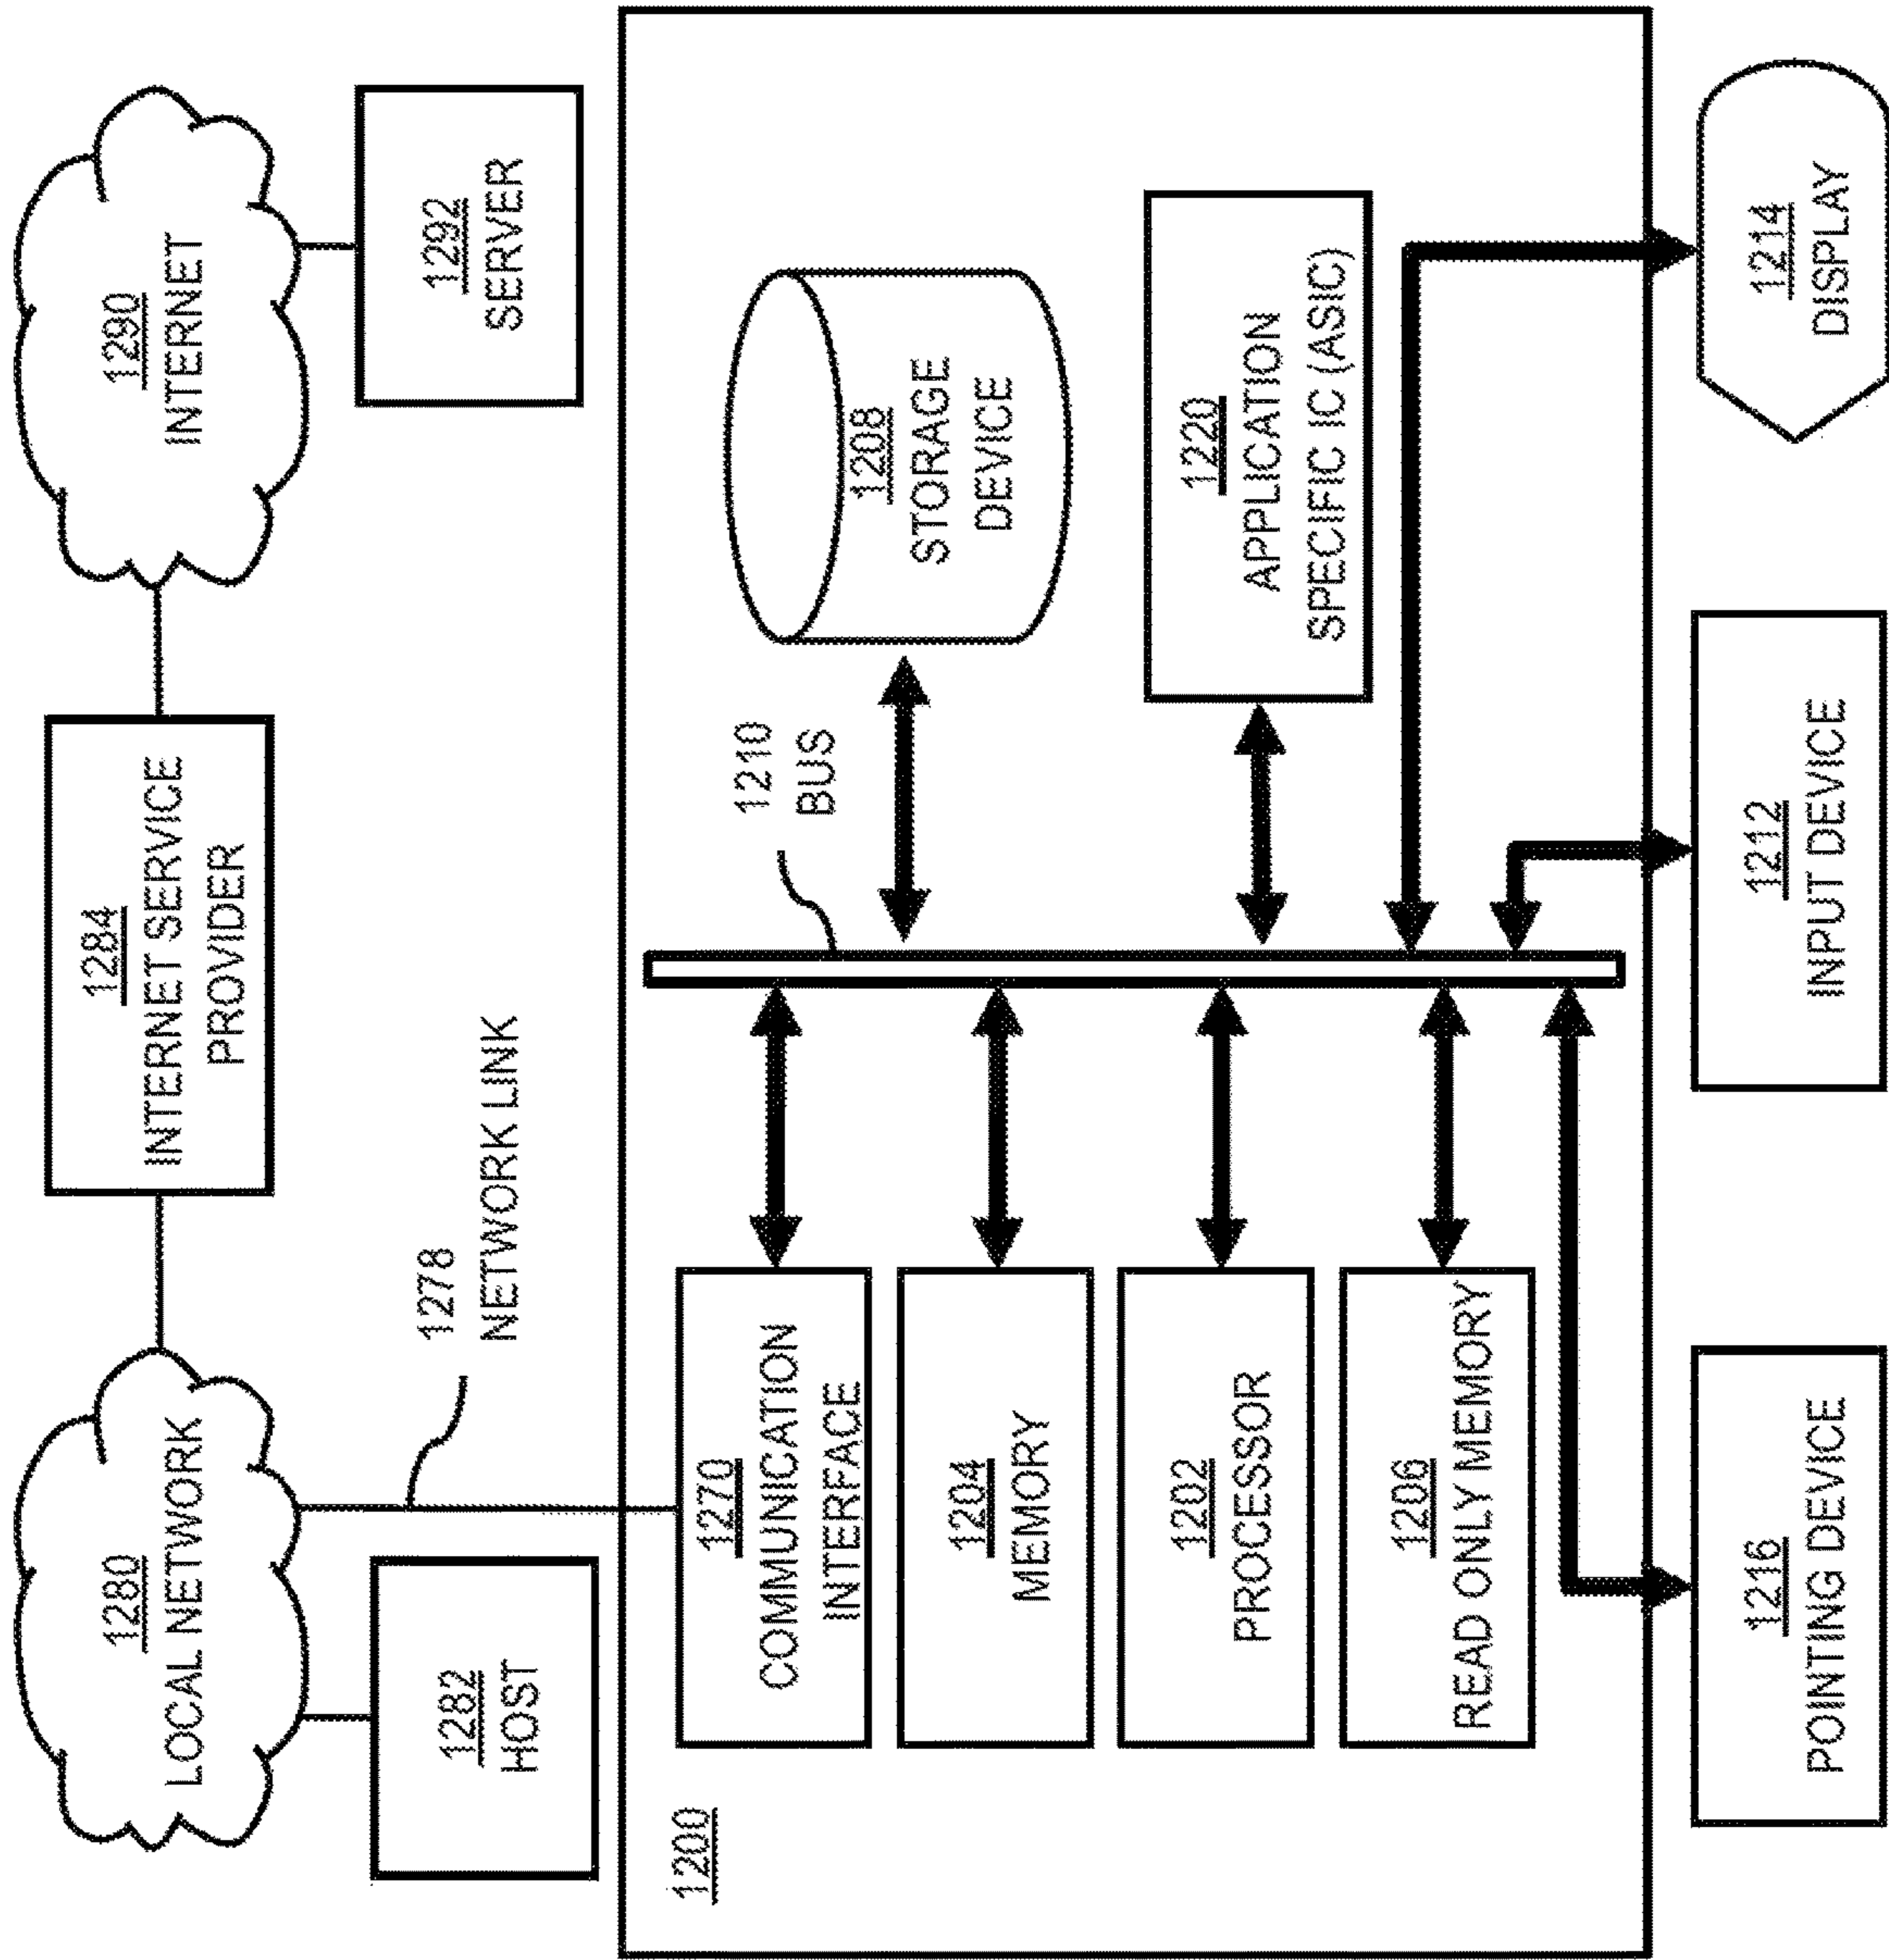 1280
LOCAL NETWORK
1284
INTERNET SERVICE
PROVIDER
1290
INTERNET
1282
HOST
1278
NETWORK LINK
1292
SERVER
1200
1270
COMMUNICATION
INTERFACE
1210
BUS
1208
STORAGE
DEVICE
1204
MEMORY
1202
PROCESSOR
1220
APPLICATION
SPECIFIC IC (ASIC)
1206
READ ONLY MEMORY
1216
POINTING DEVICE
1212
INPUT DEVICE
1214
DISPLAY